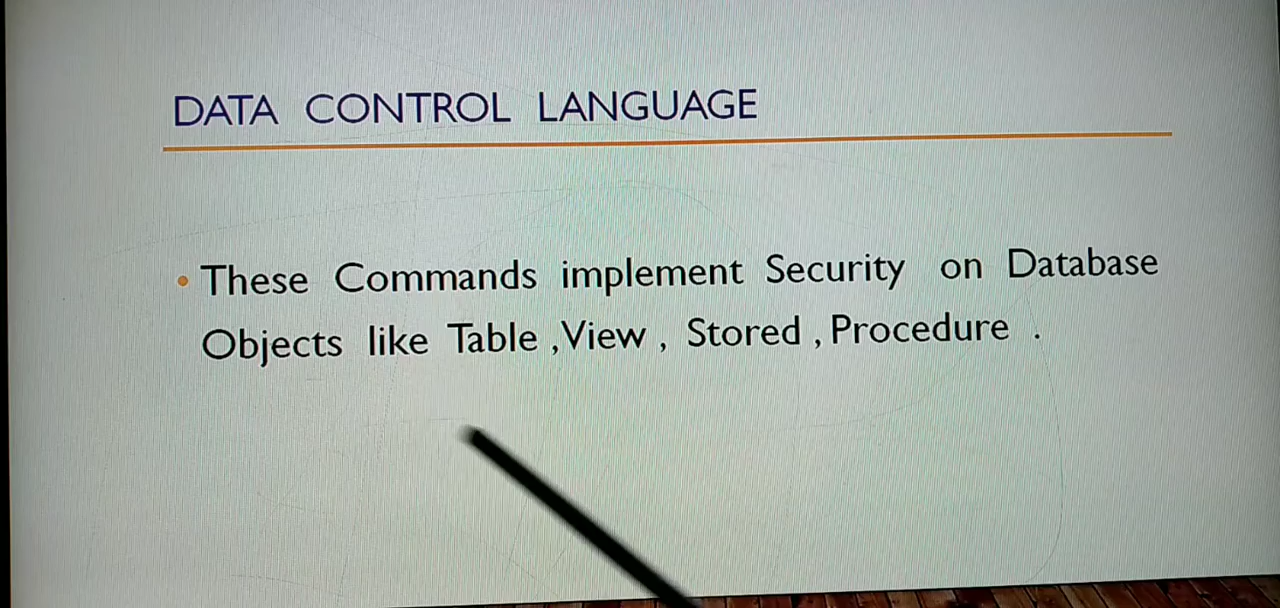 DATA CONTROL LANGUAGE
• These Commands implement Security on Database
Objects like Table ,View , Stored , Procedure .